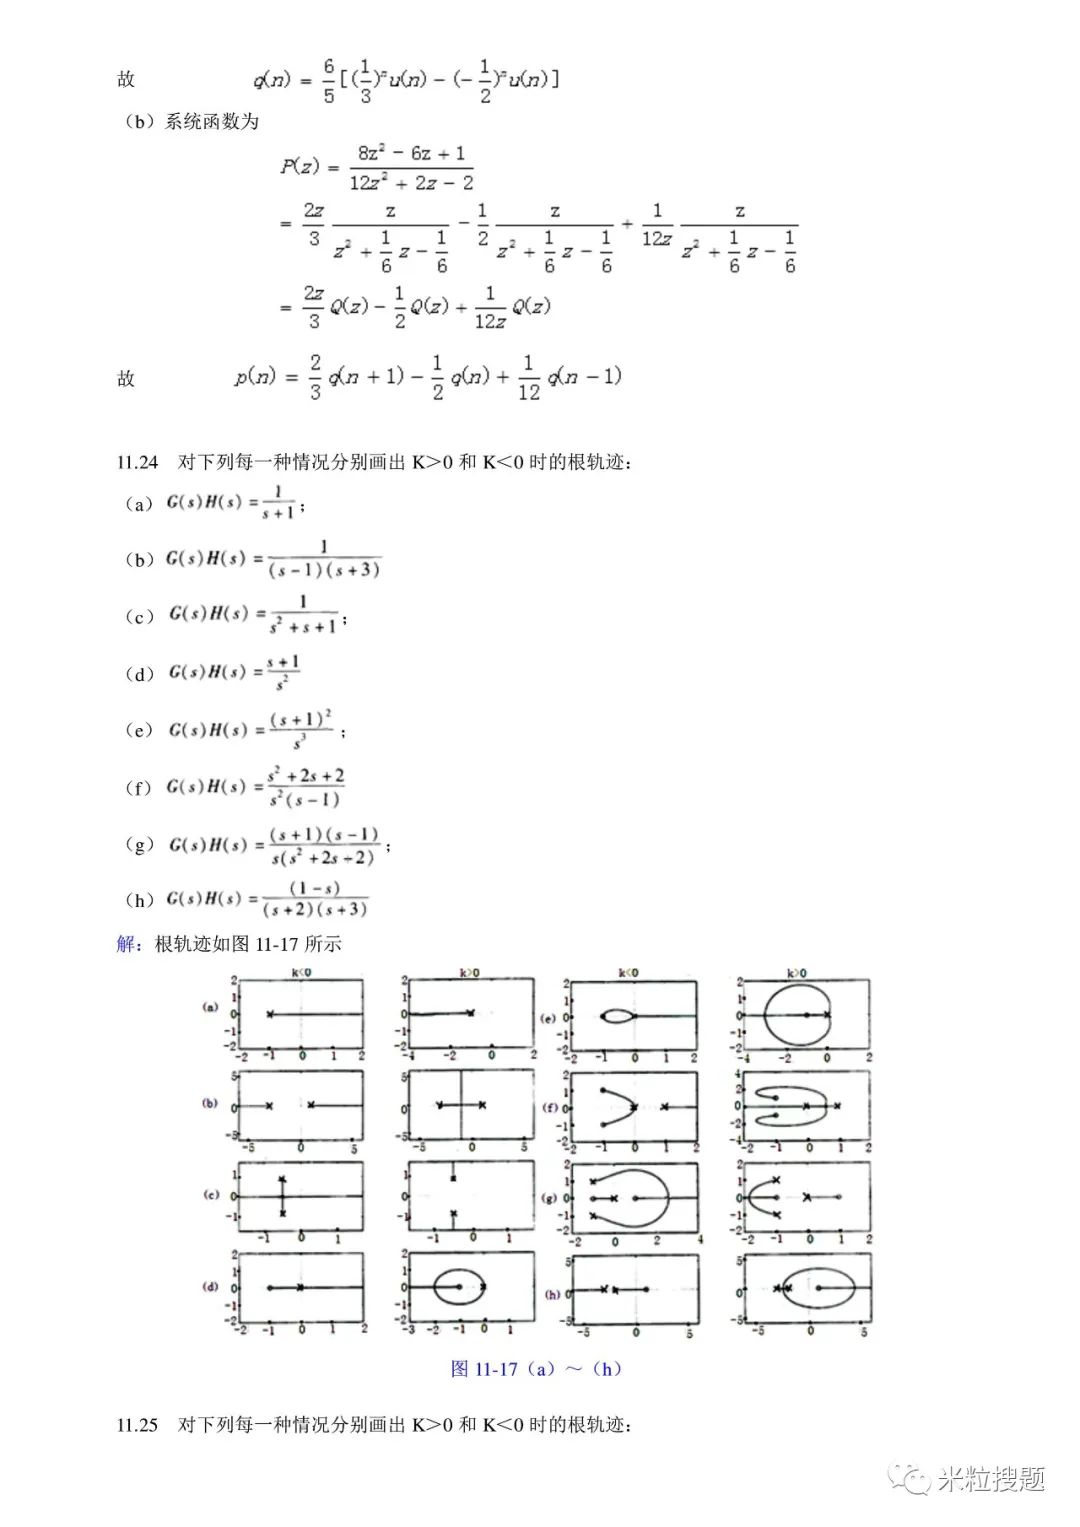 故 q(n) = 6/5 [(1/3)ⁿu(n) − (−1/2)ⁿu(n)]
（b）系统函数为
P(z) = (8z² − 6z + 1)/(12z² + 2z − 2)
= 2z/3 · z/(z² + 1/6 z − 1/6) − 1/2 · z/(z² + 1/6 z − 1/6) + 1/12z · z/(z² + 1/6 z − 1/6)
= 2z/3 Q(z) − 1/2 Q(z) + 1/12z Q(z)
故 p(n) = 2/3 q(n + 1) − 1/2 q(n) + 1/12 q(n − 1)
11.24 对下列每一种情况分别画出 K＞0 和 K＜0 时的根轨迹：
（a）G(s)H(s) = 1/(s+1)；
（b）G(s)H(s) = 1/((s−1)(s+3))
（c）G(s)H(s) = 1/(s²+s+1)；
（d）G(s)H(s) = (s+1)/s²
（e）G(s)H(s) = (s+1)²/s³；
（f）G(s)H(s) = (s²+2s+2)/(s²(s−1))
（g）G(s)H(s) = (s+1)(s−1)/(s(s²+2s+2))；
（h）G(s)H(s) = (1−s)/((s+2)(s+3))
解：根轨迹如图 11-17 所示
k<0 k>0 k<0 k>0
(a) (e)
(b) (f)
(c) (g)
(d) (h)
图 11-17（a）～（h）
11.25 对下列每一种情况分别画出 K＞0 和 K＜0 时的根轨迹：
米粒搜题